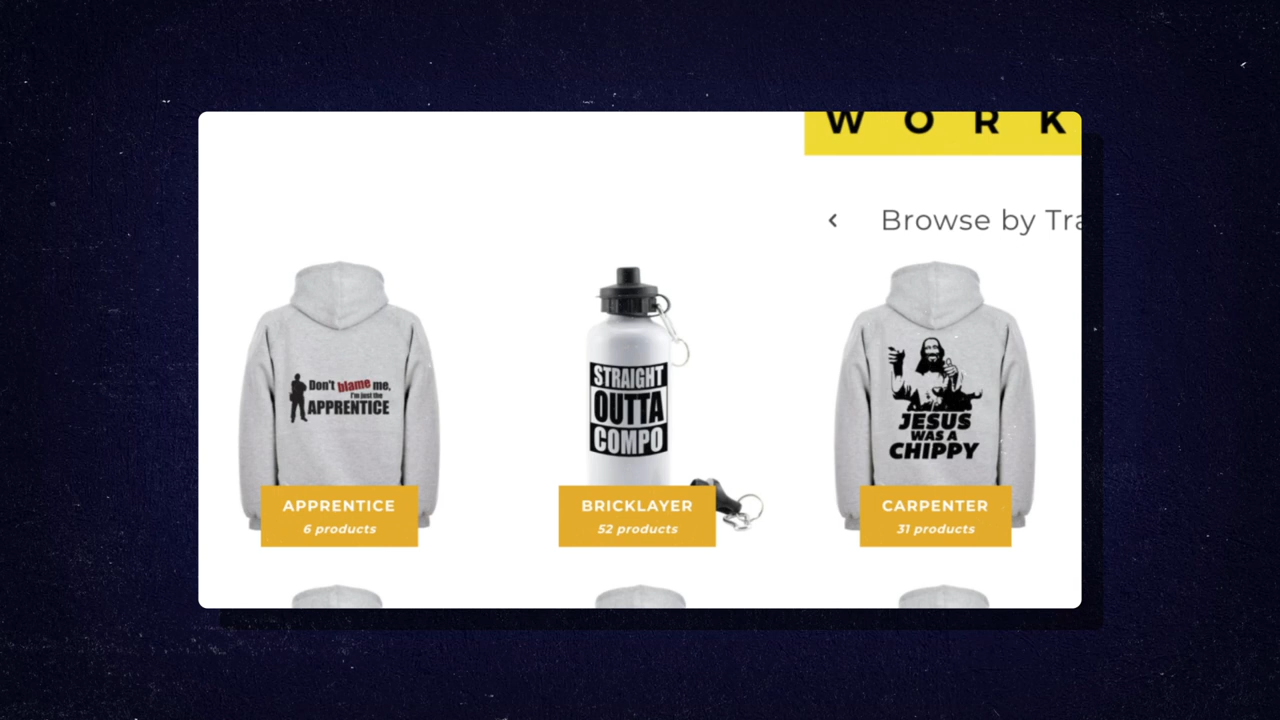 WORK
Browse by Tra
Don't blame me,
I'm just the
APPRENTICE
STRAIGHT
OUTTA
COMPO
JESUS
WAS A
CHIPPY
APPRENTICE
6 products
BRICKLAYER
52 products
CARPENTER
31 products